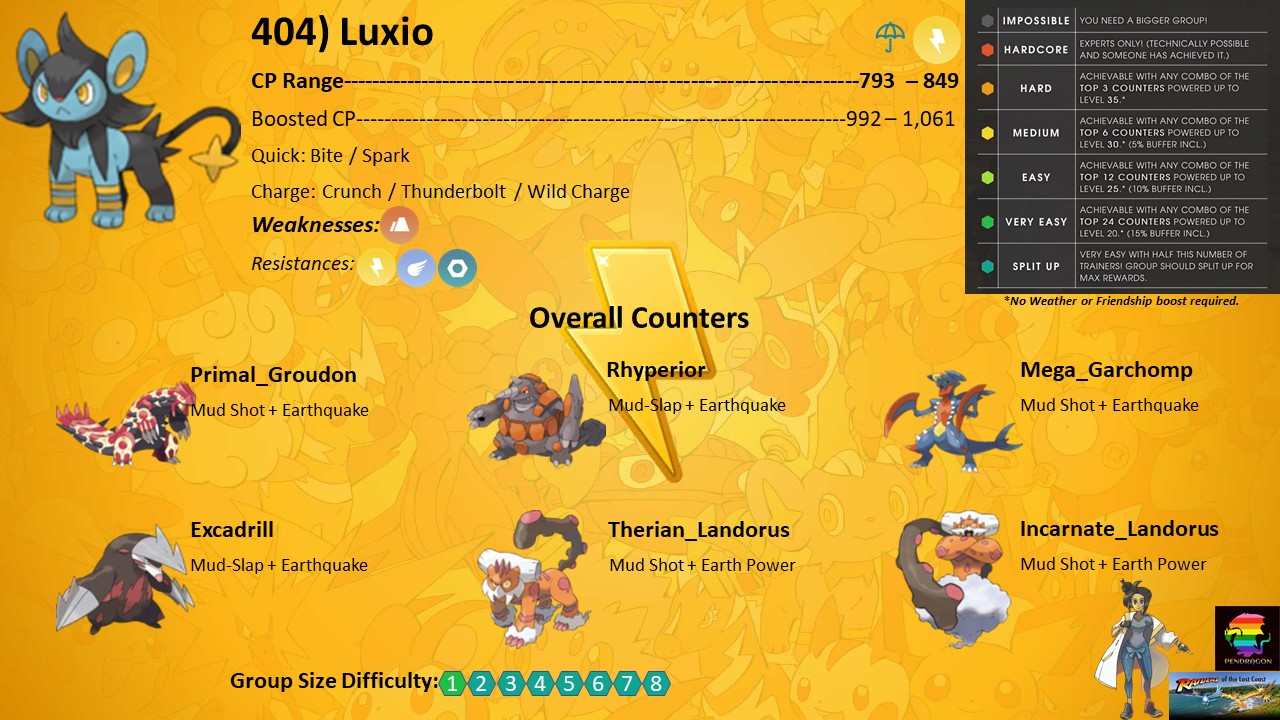 404) Luxio
CP Range---793 – 849
Boosted CP---992 – 1,061
Quick: Bite / Spark
Charge: Crunch / Thunderbolt / Wild Charge
Weaknesses:
Resistances:
IMPOSSIBLE YOU NEED A BIGGER GROUP!
HARDCORE EXPERTS ONLY! (TECHNICALLY POSSIBLE
AND SOMEONE HAS ACHIEVED IT.)
HARD ACHIEVABLE WITH ANY COMBO OF THE
TOP 3 COUNTERS POWERED UP TO
LEVEL 35.*
MEDIUM ACHIEVABLE WITH ANY COMBO OF THE
TOP 6 COUNTERS POWERED UP TO
LEVEL 30.* (5% BUFFER INCL.)
EASY ACHIEVABLE WITH ANY COMBO OF THE
TOP 12 COUNTERS POWERED UP TO
LEVEL 25.* (10% BUFFER INCL.)
VERY EASY ACHIEVABLE WITH ANY COMBO OF THE
TOP 24 COUNTERS POWERED UP TO
LEVEL 20.* (15% BUFFER INCL.)
SPLIT UP VERY EASY WITH HALF THIS NUMBER OF
TRAINERS! GROUP SHOULD SPLIT UP FOR
MAX REWARDS.
*No Weather or Friendship boost required.
Overall Counters
Primal_Groudon
Mud Shot + Earthquake
Rhyperior
Mud-Slap + Earthquake
Mega_Garchomp
Mud Shot + Earthquake
Excadrill
Mud-Slap + Earthquake
Therian_Landorus
Mud Shot + Earth Power
Incarnate_Landorus
Mud Shot + Earth Power
Group Size Difficulty: 1 2 3 4 5 6 7 8
PENDRAGON
RAIDERS of the Lost Coast